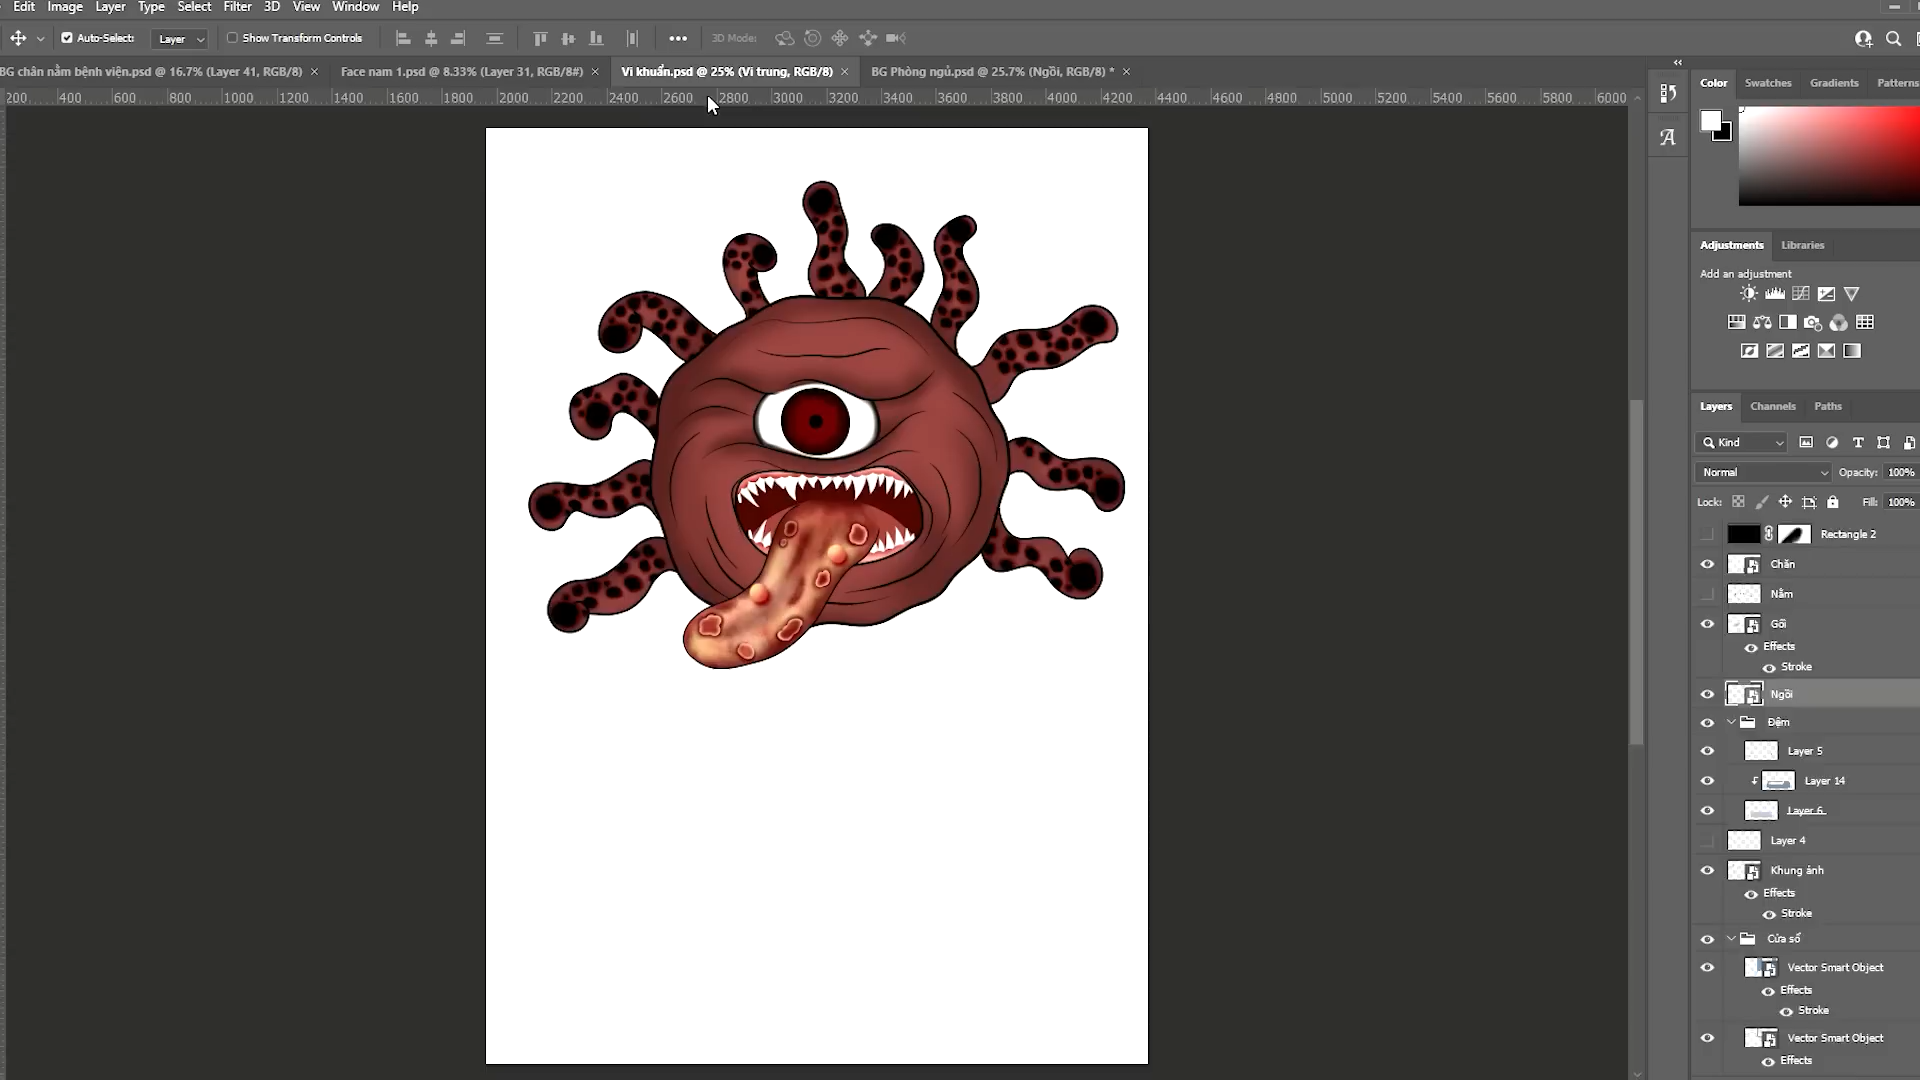 Edit Image Layer Type Select Filter 3D View Window Help
Auto-Select: Layer Show Transform Controls 3D Mode:
BG chân nằm bệnh viện.psd @ 16.7% (Layer 41, RGB/8) Face nam 1.psd @ 8.33% (Layer 31, RGB/8#) Vi khuẩn.psd @ 25% (Vi trung, RGB/8) BG Phòng ngủ.psd @ 25.7% (Ngồi, RGB/8) *
200 400 600 800 1000 1200 1400 1600 1800 2000 2200 2400 2600 2800 3000 3200 3400 3600 3800 4000 4200 4400 4600 4800 5000 5200 5400 5600 5800 6000
Color Swatches Gradients Patterns
Adjustments Libraries
Add an adjustment
Layers Channels Paths
Kind
Normal Opacity: 100%
Lock: Fill: 100%
Rectangle 2
Chăn
Nằm
Gối
Effects
Stroke
Ngồi
Đệm
Layer 5
Layer 14
Layer 6
Layer 4
Khung ảnh
Effects
Stroke
Cửa sổ
Vector Smart Object
Effects
Stroke
Vector Smart Object
Effects